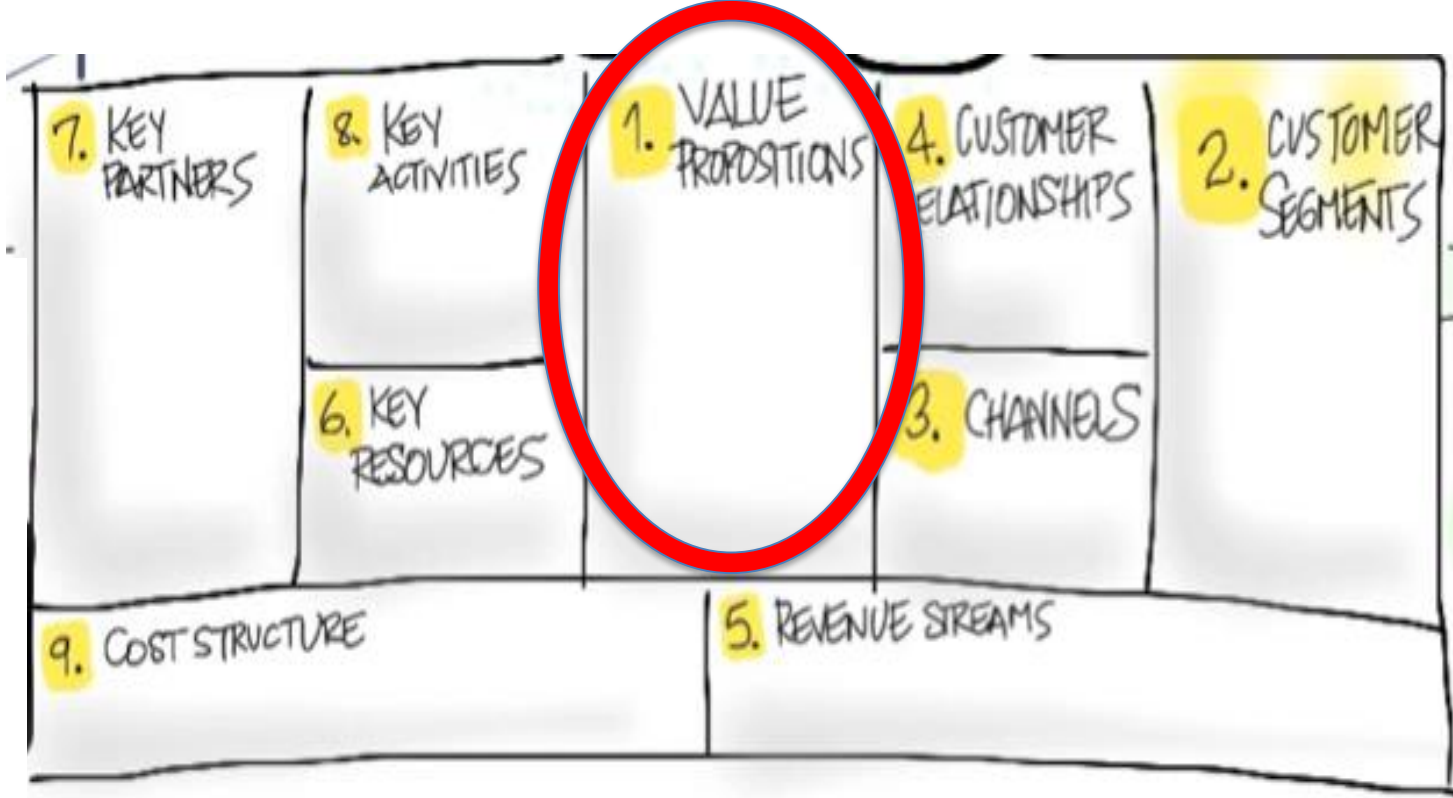 7. KEY
PARTNERS
8. KEY
ACTIVITIES
6. KEY
RESOURCES
1. VALUE
PROPOSITIONS
4. CUSTOMER
ELATIONSHIPS
3. CHANNELS
2. CUSTOMER
SEGMENTS
9. COST STRUCTURE
5. REVENUE STREAMS